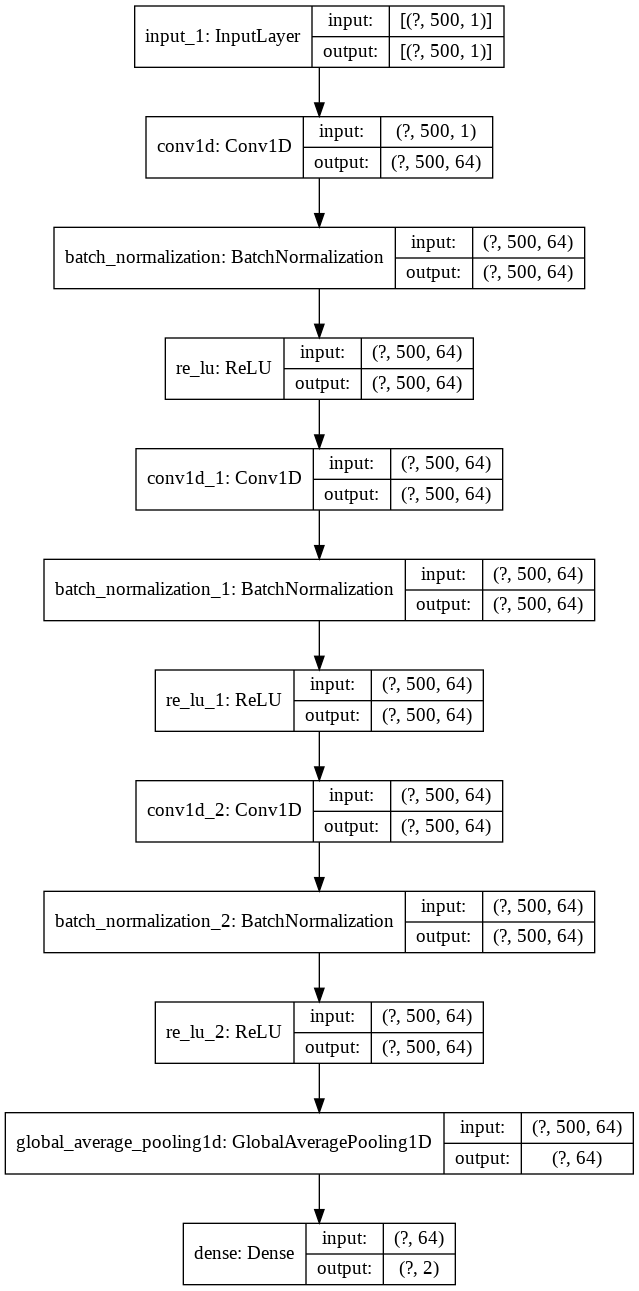 input_1: InputLayer
input: [(?, 500, 1)]
output: [(?, 500, 1)]
conv1d: Conv1D
input: (?, 500, 1)
output: (?, 500, 64)
batch_normalization: BatchNormalization
input: (?, 500, 64)
output: (?, 500, 64)
re_lu: ReLU
input: (?, 500, 64)
output: (?, 500, 64)
conv1d_1: Conv1D
input: (?, 500, 64)
output: (?, 500, 64)
batch_normalization_1: BatchNormalization
input: (?, 500, 64)
output: (?, 500, 64)
re_lu_1: ReLU
input: (?, 500, 64)
output: (?, 500, 64)
conv1d_2: Conv1D
input: (?, 500, 64)
output: (?, 500, 64)
batch_normalization_2: BatchNormalization
input: (?, 500, 64)
output: (?, 500, 64)
re_lu_2: ReLU
input: (?, 500, 64)
output: (?, 500, 64)
global_average_pooling1d: GlobalAveragePooling1D
input: (?, 500, 64)
output: (?, 64)
dense: Dense
input: (?, 64)
output: (?, 2)